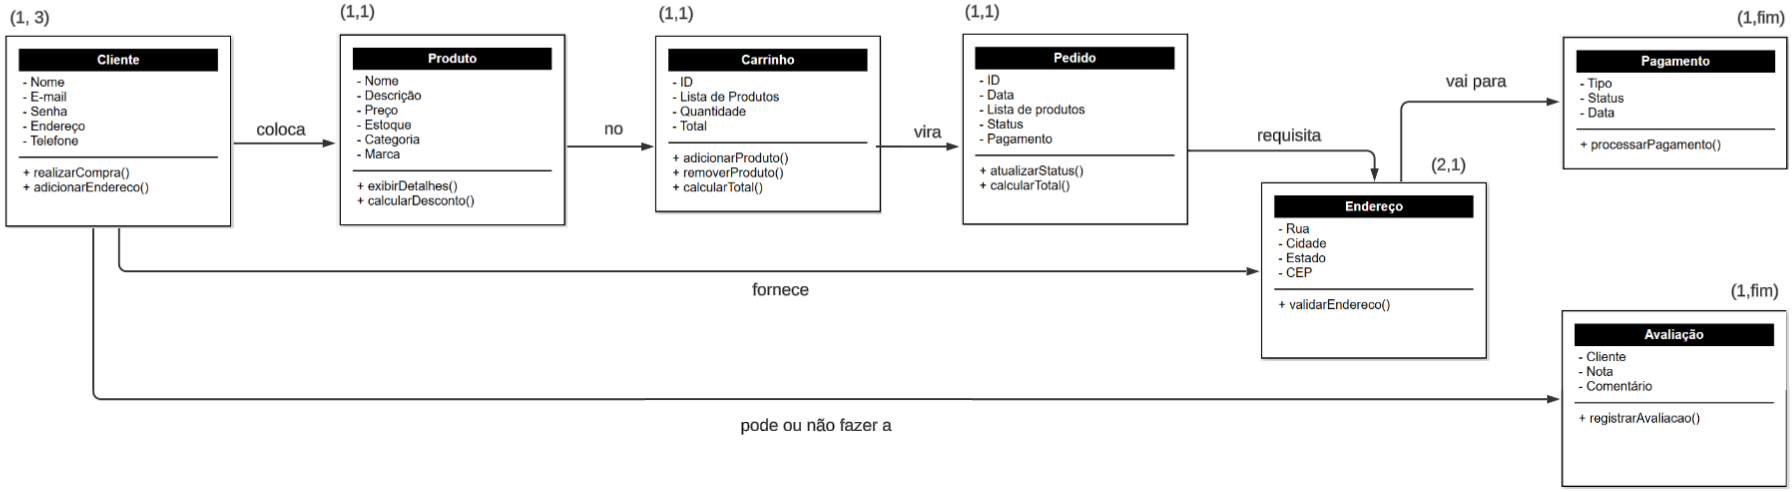 (1, 3)
Cliente
- Nome
- E-mail
- Senha
- Endereço
- Telefone
+ realizarCompra()
+ adicionarEndereco()
coloca
(1,1)
Produto
- Nome
- Descrição
- Preço
- Estoque
- Categoria
- Marca
+ exibirDetalhes()
+ calcularDesconto()
no
(1,1)
Carrinho
- ID
- Lista de Produtos
- Quantidade
- Total
+ adicionarProduto()
+ removerProduto()
+ calcularTotal()
vira
(1,1)
Pedido
- ID
- Data
- Lista de produtos
- Status
- Pagamento
+ atualizarStatus()
+ calcularTotal()
requisita
(2,1)
Endereço
- Rua
- Cidade
- Estado
- CEP
+ validarEndereco()
vai para
(1,fim)
Pagamento
- Tipo
- Status
- Data
+ processarPagamento()
fornece
(1,fim)
Avaliação
- Cliente
- Nota
- Comentário
+ registrarAvaliacao()
pode ou não fazer a